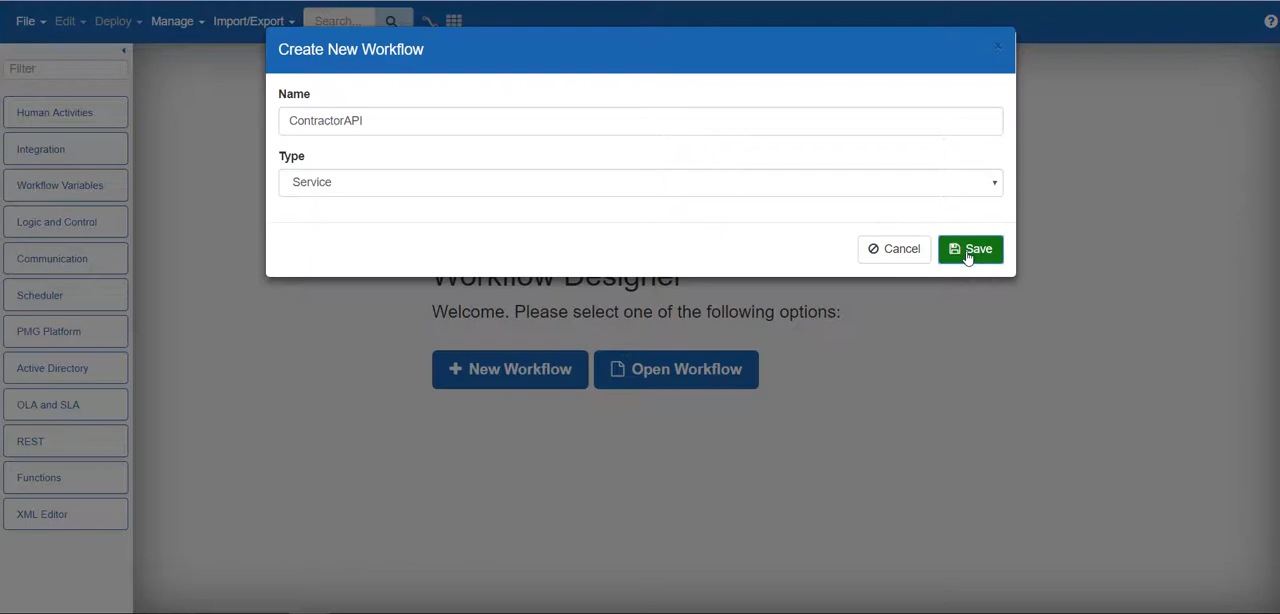 File Edit Deploy Manage Import/Export Search...
Create New Workflow
x
Filter
Name
ContractorAPI
Type
Service
Cancel Save
Human Activities
Integration
Workflow Variables
Logic and Control
Communication
Scheduler
PMG Platform
Active Directory
OLA and SLA
REST
Functions
XML Editor
Workflow Designer
Welcome. Please select one of the following options:
+ New Workflow Open Workflow